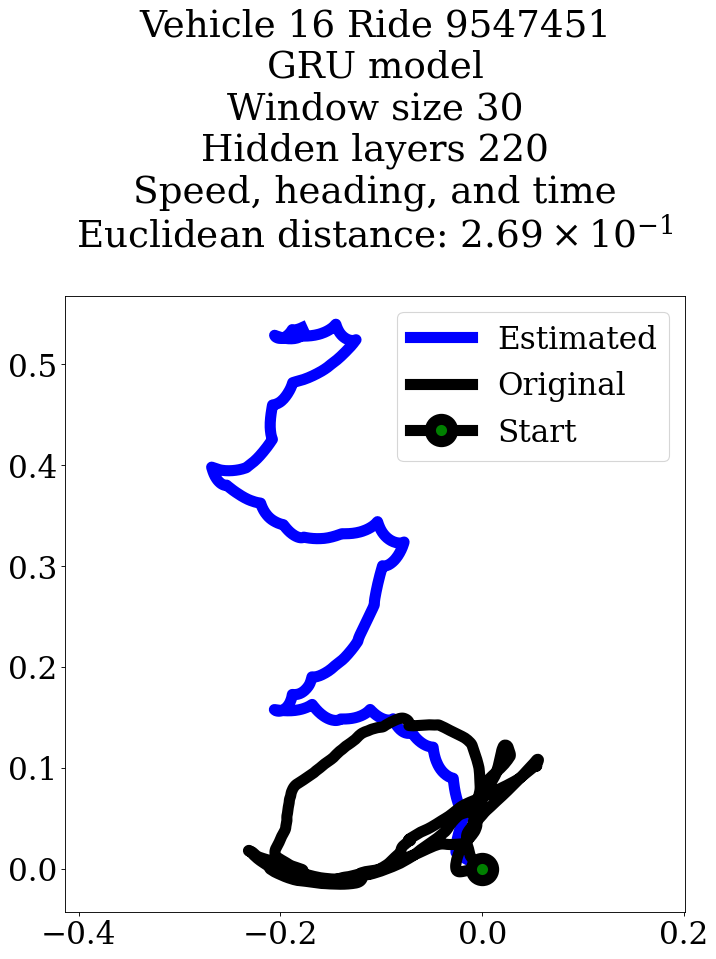 Vehicle 16 Ride 9547451
GRU model
Window size 30
Hidden layers 220
Speed, heading, and time
Euclidean distance: 2.69 × 10⁻¹
Estimated
Original
Start
0.5
0.4
0.3
0.2
0.1
0.0
−0.4 −0.2 0.0 0.2